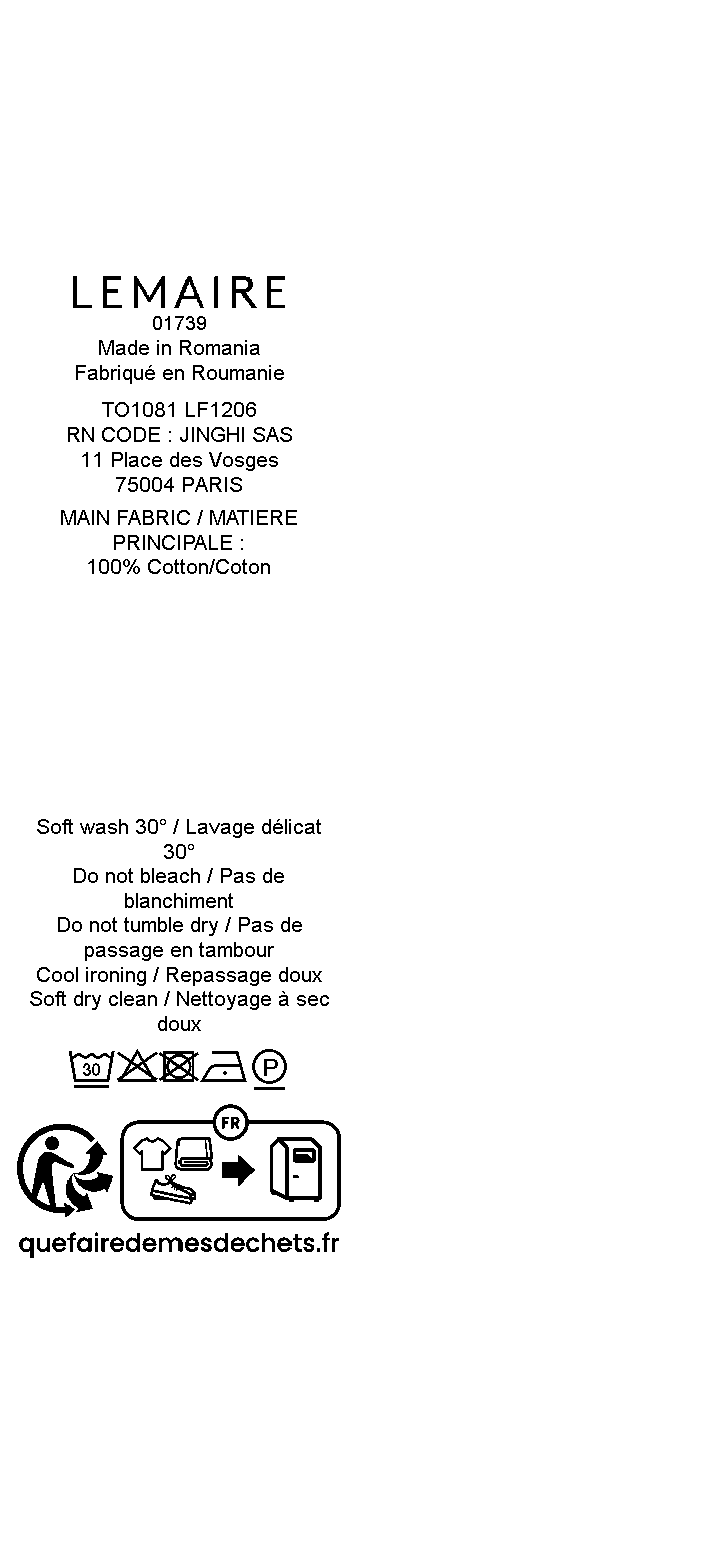 LEMAIRE
01739
Made in Romania
Fabriqué en Roumanie
TO1081 LF1206
RN CODE : JINGHI SAS
11 Place des Vosges
75004 PARIS
MAIN FABRIC / MATIERE
PRINCIPALE :
100% Cotton/Coton
Soft wash 30° / Lavage délicat
30°
Do not bleach / Pas de
blanchiment
Do not tumble dry / Pas de
passage en tambour
Cool ironing / Repassage doux
Soft dry clean / Nettoyage à sec
doux
30 P
FR
quefairedemesdechets.fr